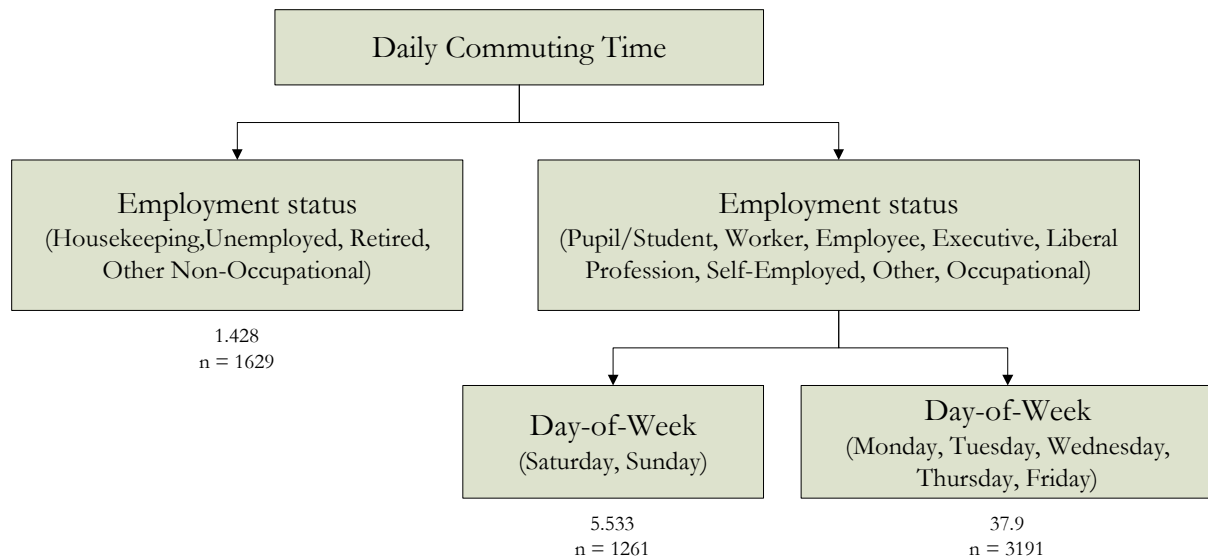 Daily Commuting Time
Employment status
(Housekeeping,Unemployed, Retired,
Other Non-Occupational)
1.428
n = 1629
Employment status
(Pupil/Student, Worker, Employee, Executive, Liberal
Profession, Self-Employed, Other, Occupational)
Day-of-Week
(Saturday, Sunday)
5.533
n = 1261
Day-of-Week
(Monday, Tuesday, Wednesday,
Thursday, Friday)
37.9
n = 3191